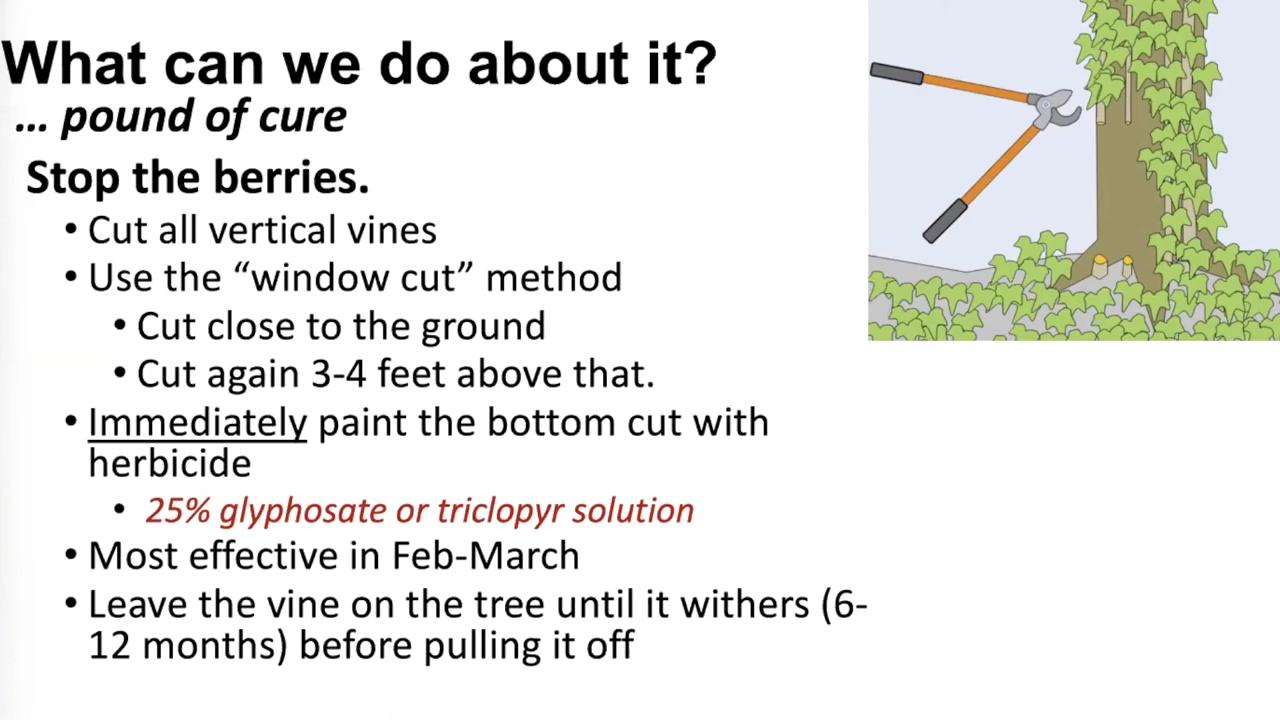 What can we do about it?
... pound of cure
Stop the berries.
• Cut all vertical vines
• Use the “window cut” method
• Cut close to the ground
• Cut again 3-4 feet above that.
• Immediately paint the bottom cut with
herbicide
• 25% glyphosate or triclopyr solution
• Most effective in Feb-March
• Leave the vine on the tree until it withers (6-
12 months) before pulling it off